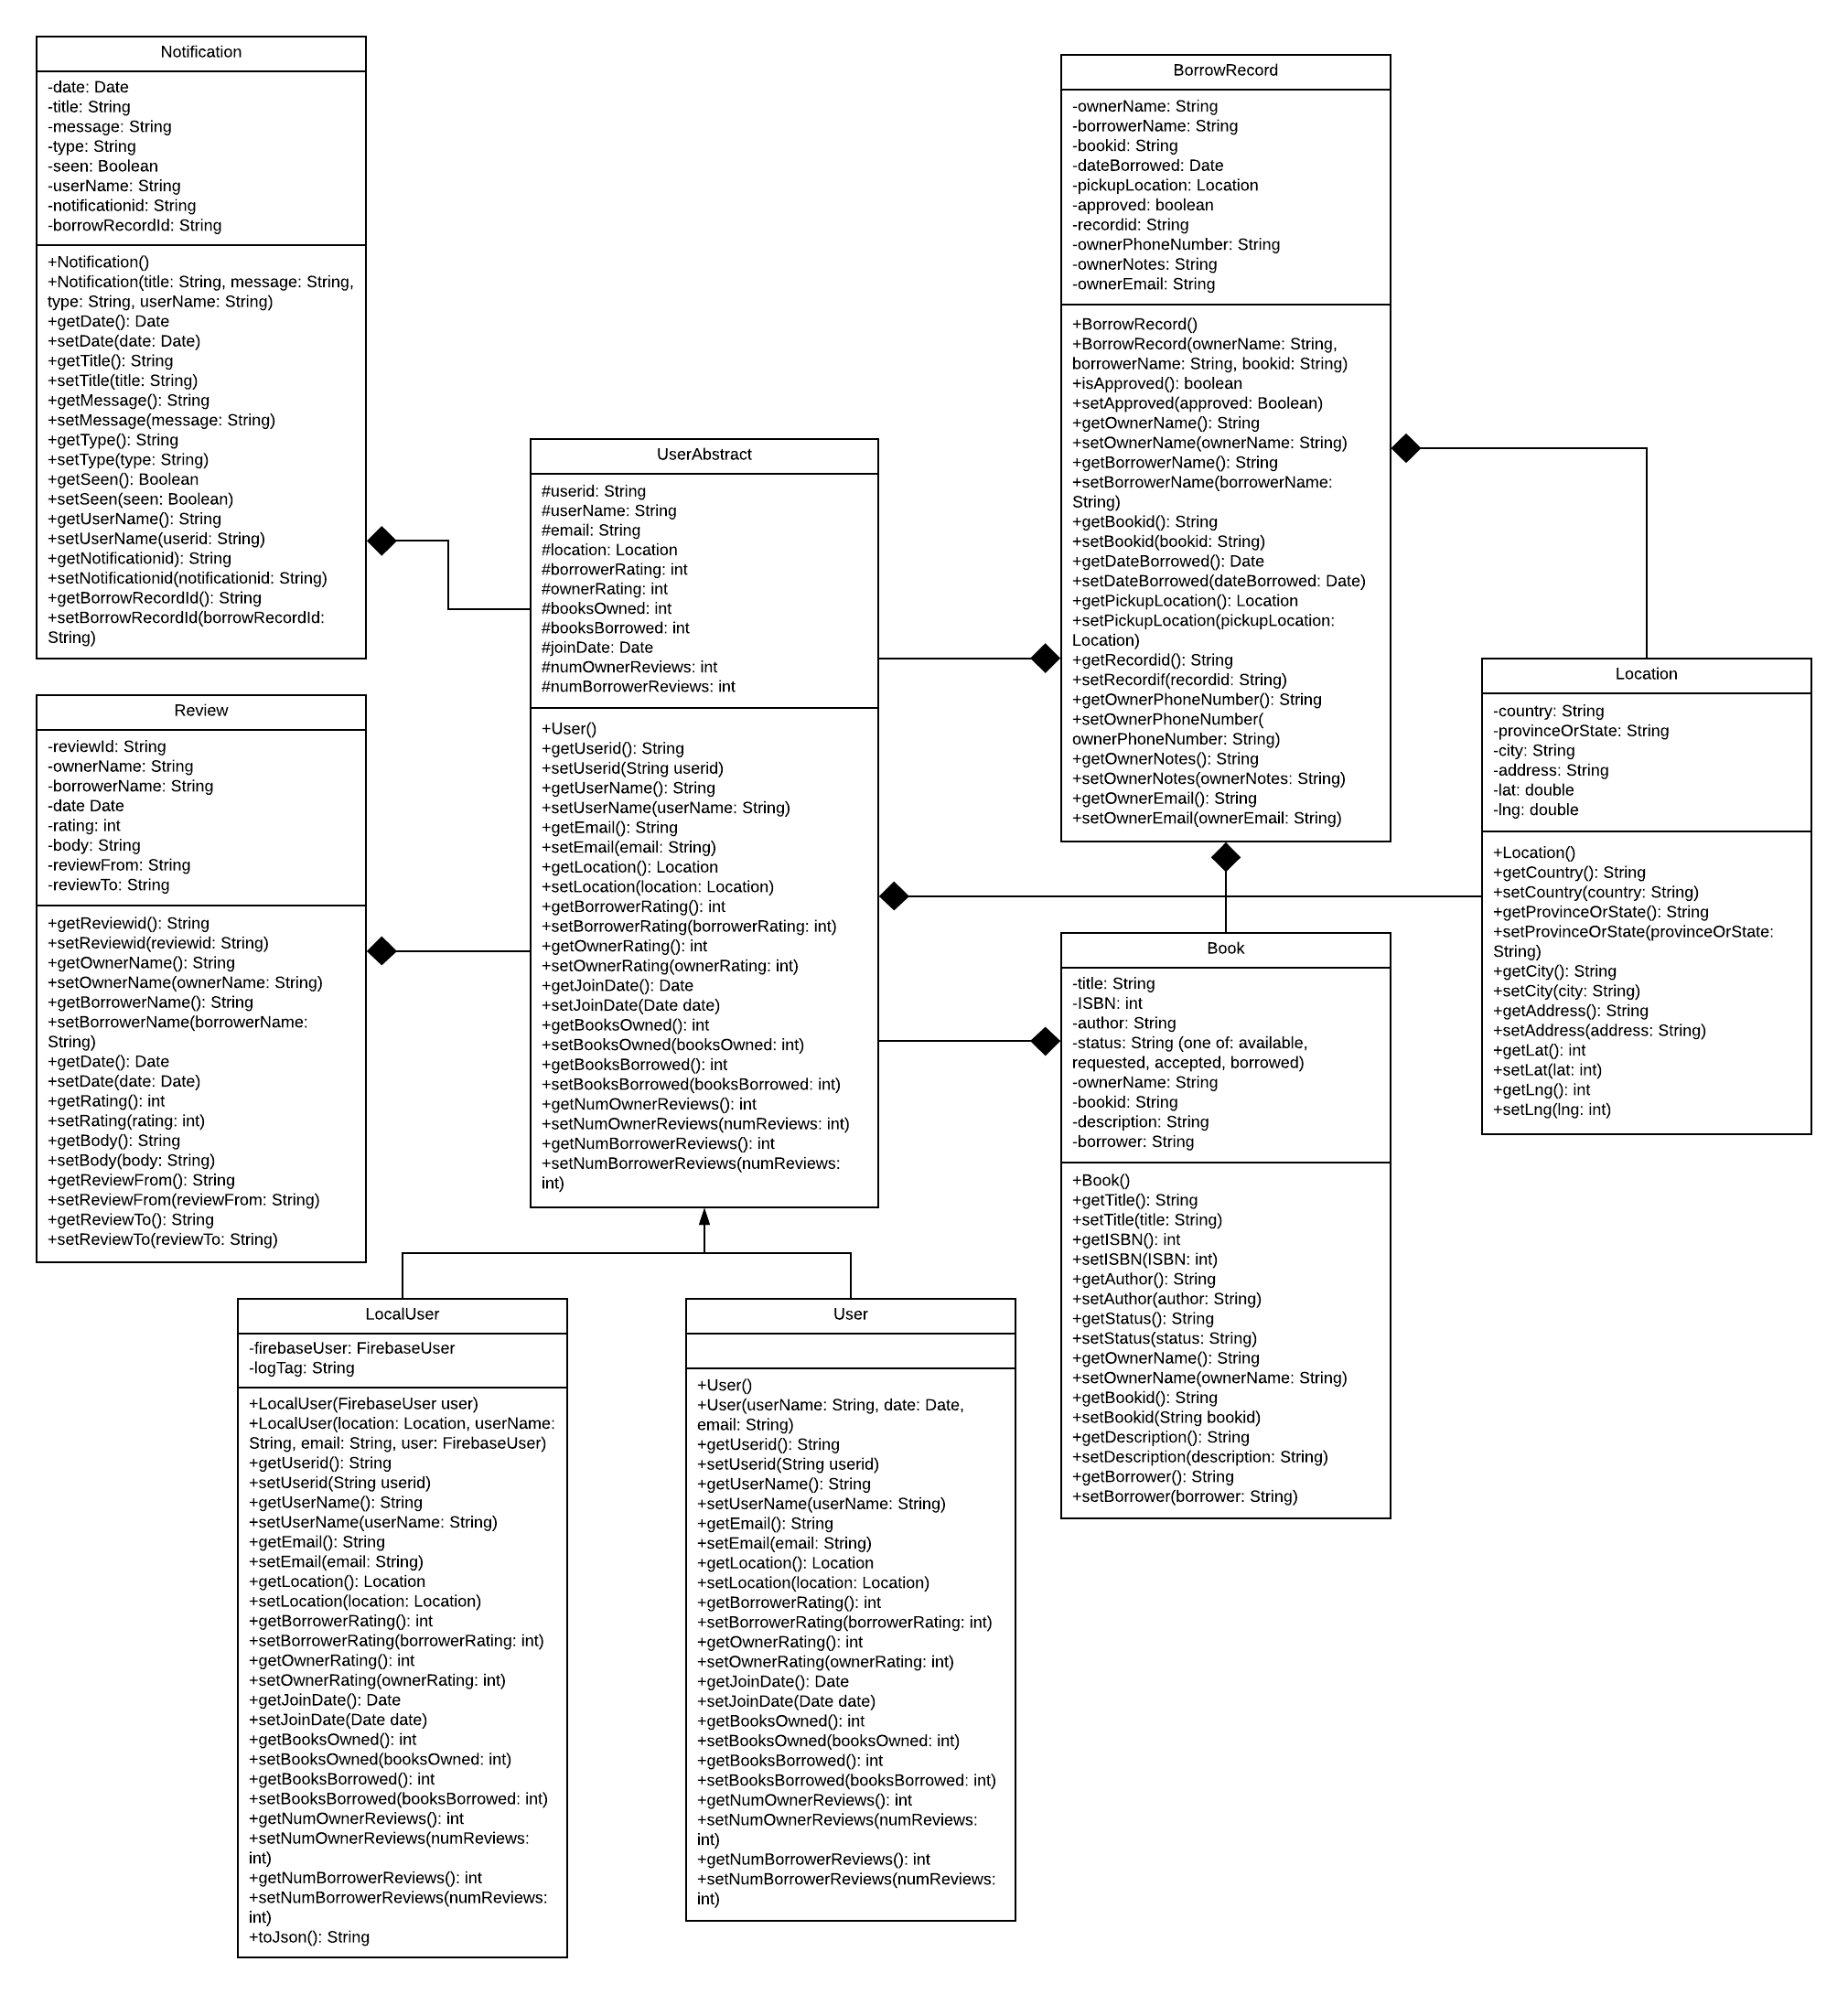 Notification
-date: Date
-title: String
-message: String
-type: String
-seen: Boolean
-userName: String
-notificationid: String
-borrowRecordId: String
+Notification()
+Notification(title: String, message: String,
type: String, userName: String)
+getDate(): Date
+setDate(date: Date)
+getTitle(): String
+setTitle(title: String)
+getMessage(): String
+setMessage(message: String)
+getType(): String
+setType(type: String)
+getSeen(): Boolean
+setSeen(seen: Boolean)
+getUserName(): String
+setUserName(userid: String)
+getNotificationid): String
+setNotificationid(notificationid: String)
+getBorrowRecordId(): String
+setBorrowRecordId(borrowRecordId:
String)
Review
-reviewId: String
-ownerName: String
-borrowerName: String
-date Date
-rating: int
-body: String
-reviewFrom: String
-reviewTo: String
+getReviewid(): String
+setReviewid(reviewid: String)
+getOwnerName(): String
+setOwnerName(ownerName: String)
+getBorrowerName(): String
+setBorrowerName(borrowerName:
String)
+getDate(): Date
+setDate(date: Date)
+getRating(): int
+setRating(rating: int)
+getBody(): String
+setBody(body: String)
+getReviewFrom(): String
+setReviewFrom(reviewFrom: String)
+getReviewTo(): String
+setReviewTo(reviewTo: String)
UserAbstract
#userid: String
#userName: String
#email: String
#location: Location
#borrowerRating: int
#ownerRating: int
#booksOwned: int
#booksBorrowed: int
#joinDate: Date
#numOwnerReviews: int
#numBorrowerReviews: int
+User()
+getUserid(): String
+setUserid(String userid)
+getUserName(): String
+setUserName(userName: String)
+getEmail(): String
+setEmail(email: String)
+getLocation(): Location
+setLocation(location: Location)
+getBorrowerRating(): int
+setBorrowerRating(borrowerRating: int)
+getOwnerRating(): int
+setOwnerRating(ownerRating: int)
+getJoinDate(): Date
+setJoinDate(Date date)
+getBooksOwned(): int
+setBooksOwned(booksOwned: int)
+getBooksBorrowed(): int
+setBooksBorrowed(booksBorrowed: int)
+getNumOwnerReviews(): int
+setNumOwnerReviews(numReviews: int)
+getNumBorrowerReviews(): int
+setNumBorrowerReviews(numReviews:
int)
BorrowRecord
-ownerName: String
-borrowerName: String
-bookid: String
-dateBorrowed: Date
-pickupLocation: Location
-approved: boolean
-recordid: String
-ownerPhoneNumber: String
-ownerNotes: String
-ownerEmail: String
+BorrowRecord()
+BorrowRecord(ownerName: String,
borrowerName: String, bookid: String)
+isApproved(): boolean
+setApproved(approved: Boolean)
+getOwnerName(): String
+setOwnerName(ownerName: String)
+getBorrowerName(): String
+setBorrowerName(borrowerName:
String)
+getBookid(): String
+setBookid(bookid: String)
+getDateBorrowed(): Date
+setDateBorrowed(dateBorrowed: Date)
+getPickupLocation(): Location
+setPickupLocation(pickupLocation:
Location)
+getRecordid(): String
+setRecordif(recordid: String)
+getOwnerPhoneNumber(): String
+setOwnerPhoneNumber(
ownerPhoneNumber: String)
+getOwnerNotes(): String
+setOwnerNotes(ownerNotes: String)
+getOwnerEmail(): String
+setOwnerEmail(ownerEmail: String)
Location
-country: String
-provinceOrState: String
-city: String
-address: String
-lat: double
-lng: double
+Location()
+getCountry(): String
+setCountry(country: String)
+getProvinceOrState(): String
+setProvinceOrState(provinceOrState:
String)
+getCity(): String
+setCity(city: String)
+getAddress(): String
+setAddress(address: String)
+getLat(): int
+setLat(lat: int)
+getLng(): int
+setLng(lng: int)
Book
-title: String
-ISBN: int
-author: String
-status: String (one of: available,
requested, accepted, borrowed)
-ownerName: String
-bookid: String
-description: String
-borrower: String
+Book()
+getTitle(): String
+setTitle(title: String)
+getISBN(): int
+setISBN(ISBN: int)
+getAuthor(): String
+setAuthor(author: String)
+getStatus(): String
+setStatus(status: String)
+getOwnerName(): String
+setOwnerName(ownerName: String)
+getBookid(): String
+setBookid(String bookid)
+getDescription(): String
+setDescription(description: String)
+getBorrower(): String
+setBorrower(borrower: String)
LocalUser
-firebaseUser: FirebaseUser
-logTag: String
+LocalUser(FirebaseUser user)
+LocalUser(location: Location, userName:
String, email: String, user: FirebaseUser)
+getUserid(): String
+setUserid(String userid)
+getUserName(): String
+setUserName(userName: String)
+getEmail(): String
+setEmail(email: String)
+getLocation(): Location
+setLocation(location: Location)
+getBorrowerRating(): int
+setBorrowerRating(borrowerRating: int)
+getOwnerRating(): int
+setOwnerRating(ownerRating: int)
+getJoinDate(): Date
+setJoinDate(Date date)
+getBooksOwned(): int
+setBooksOwned(booksOwned: int)
+getBooksBorrowed(): int
+setBooksBorrowed(booksBorrowed: int)
+getNumOwnerReviews(): int
+setNumOwnerReviews(numReviews:
int)
+getNumBorrowerReviews(): int
+setNumBorrowerReviews(numReviews:
int)
+toJson(): String
User
+User()
+User(userName: String, date: Date,
email: String)
+getUserid(): String
+setUserid(String userid)
+getUserName(): String
+setUserName(userName: String)
+getEmail(): String
+setEmail(email: String)
+getLocation(): Location
+setLocation(location: Location)
+getBorrowerRating(): int
+setBorrowerRating(borrowerRating: int)
+getOwnerRating(): int
+setOwnerRating(ownerRating: int)
+getJoinDate(): Date
+setJoinDate(Date date)
+getBooksOwned(): int
+setBooksOwned(booksOwned: int)
+getBooksBorrowed(): int
+setBooksBorrowed(booksBorrowed: int)
+getNumOwnerReviews(): int
+setNumOwnerReviews(numReviews:
int)
+getNumBorrowerReviews(): int
+setNumBorrowerReviews(numReviews:
int)